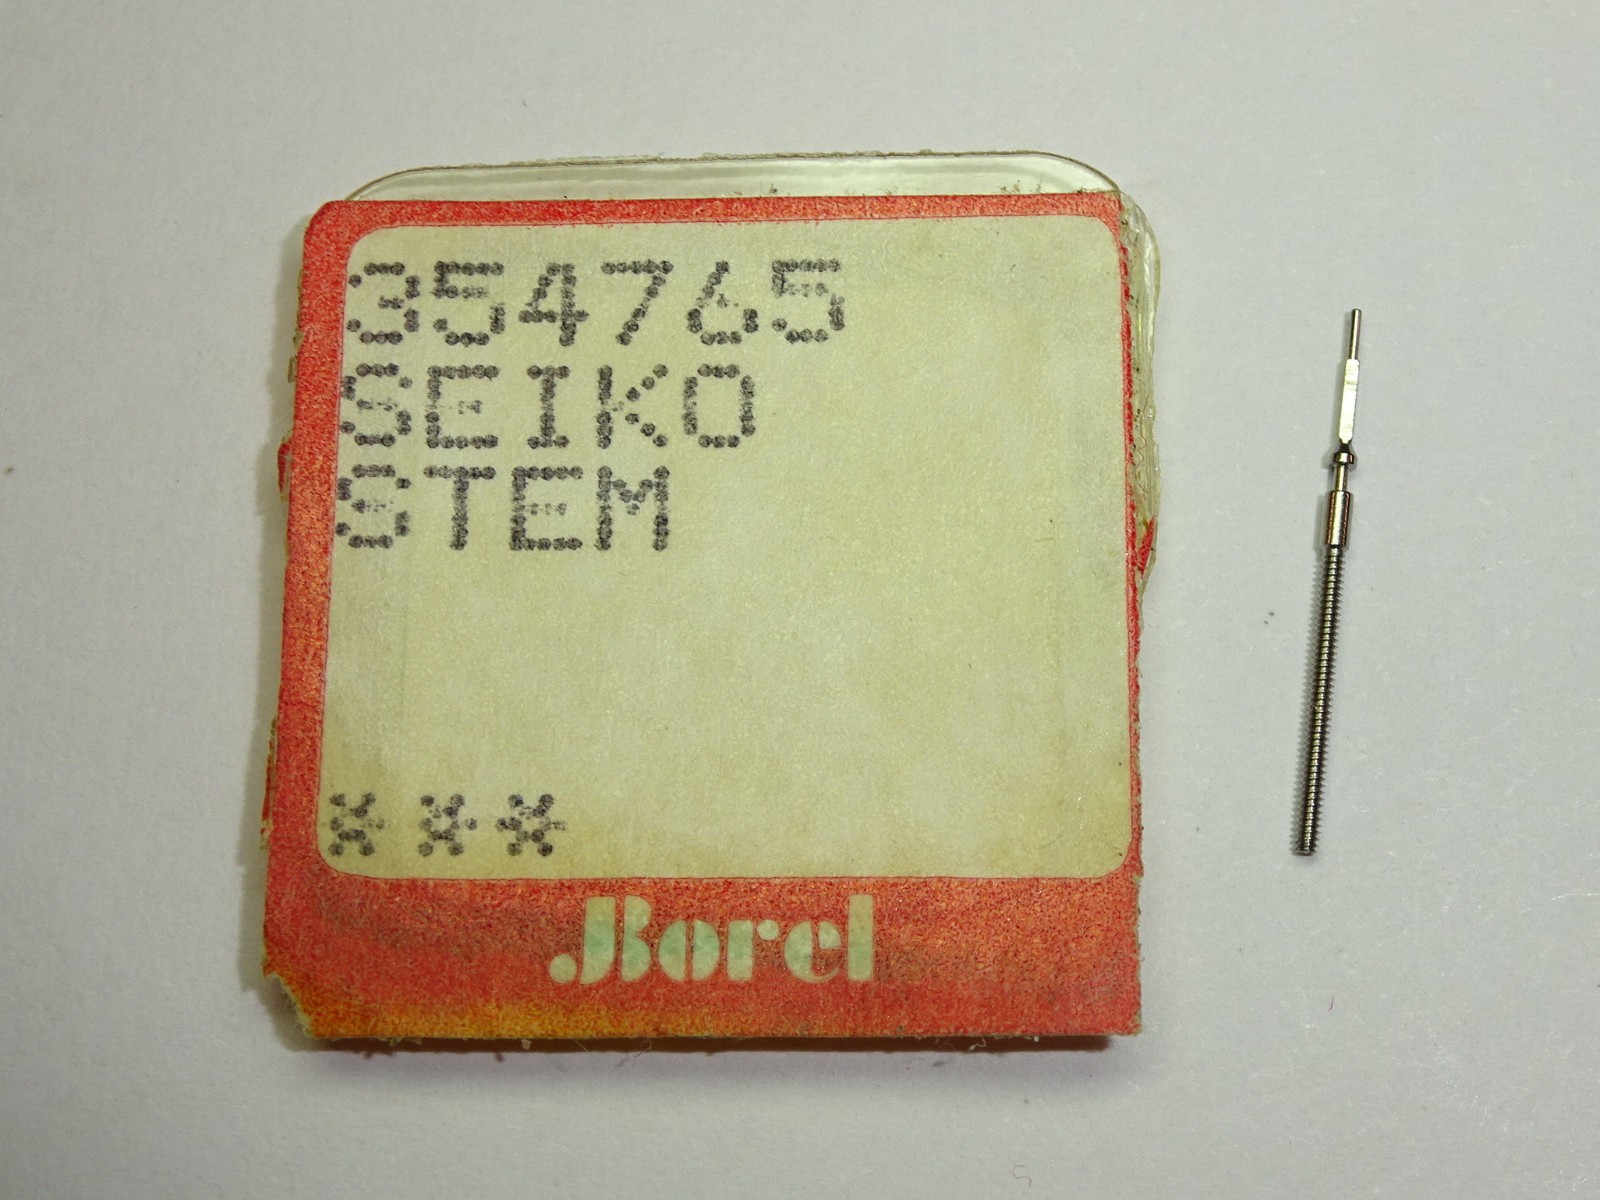 354765
SEIKO
STEM
* * *
Borel